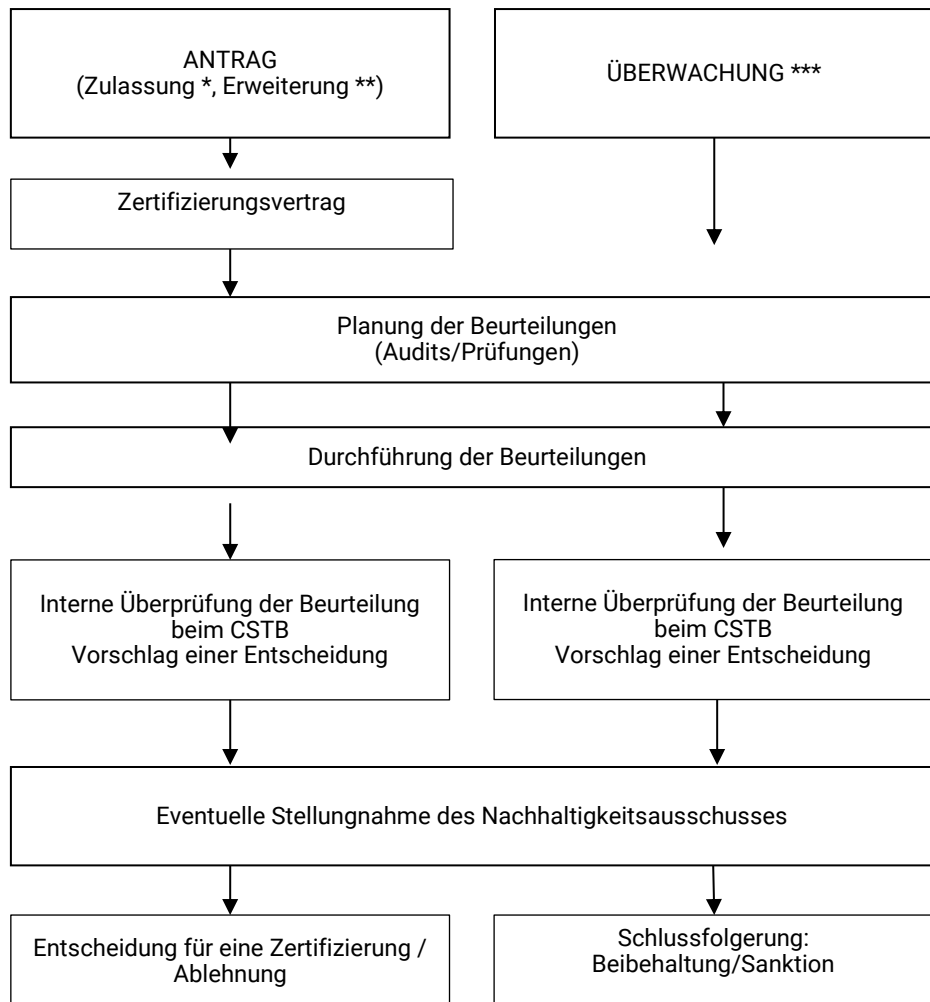 ANTRAG
(Zulassung *, Erweiterung **)
ÜBERWACHUNG ***
Zertifizierungsvertrag
Planung der Beurteilungen
(Audits/Prüfungen)
Durchführung der Beurteilungen
Interne Überprüfung der Beurteilung
beim CSTB
Vorschlag einer Entscheidung
Interne Überprüfung der Beurteilung
beim CSTB
Vorschlag einer Entscheidung
Eventuelle Stellungnahme des Nachhaltigkeitsausschusses
Entscheidung für eine Zertifizierung /
Ablehnung
Schlussfolgerung:
Beibehaltung/Sanktion